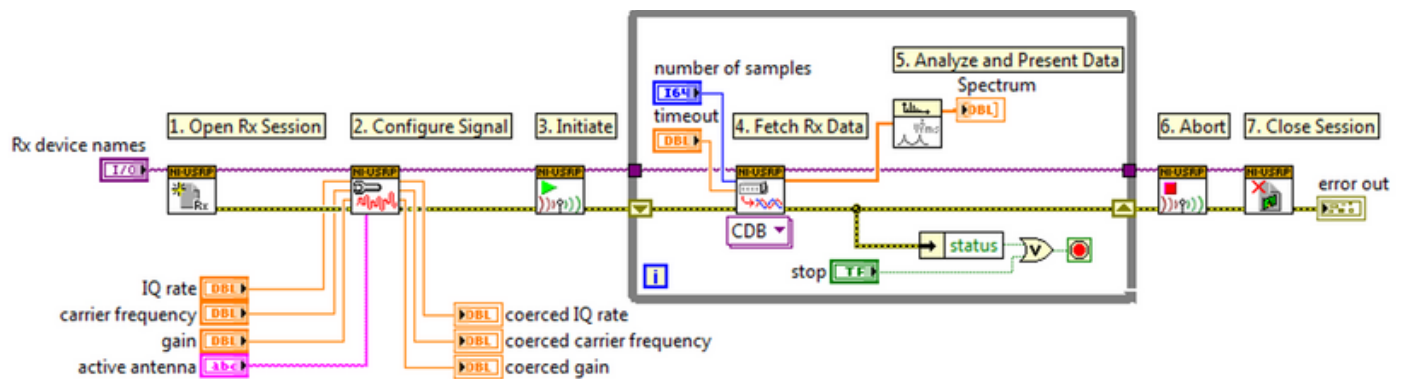 5. Analyze and Present Data
number of samples
Spectrum
I64
DBL]
timeout
1. Open Rx Session
2. Configure Signal
3. Initiate
DBL
4. Fetch Rx Data
6. Abort
7. Close Session
Rx device names
I/O
NI-USRP
NI-USRP
NI-USRP
NI-USRP
NI-USRP
NI-USRP
Rx
error out
CDB
status
V
stop
TF
i
IQ rate
DBL
carrier frequency
DBL
DBL
coerced IQ rate
gain
DBL
DBL
coerced carrier frequency
active antenna
abc
DBL
coerced gain